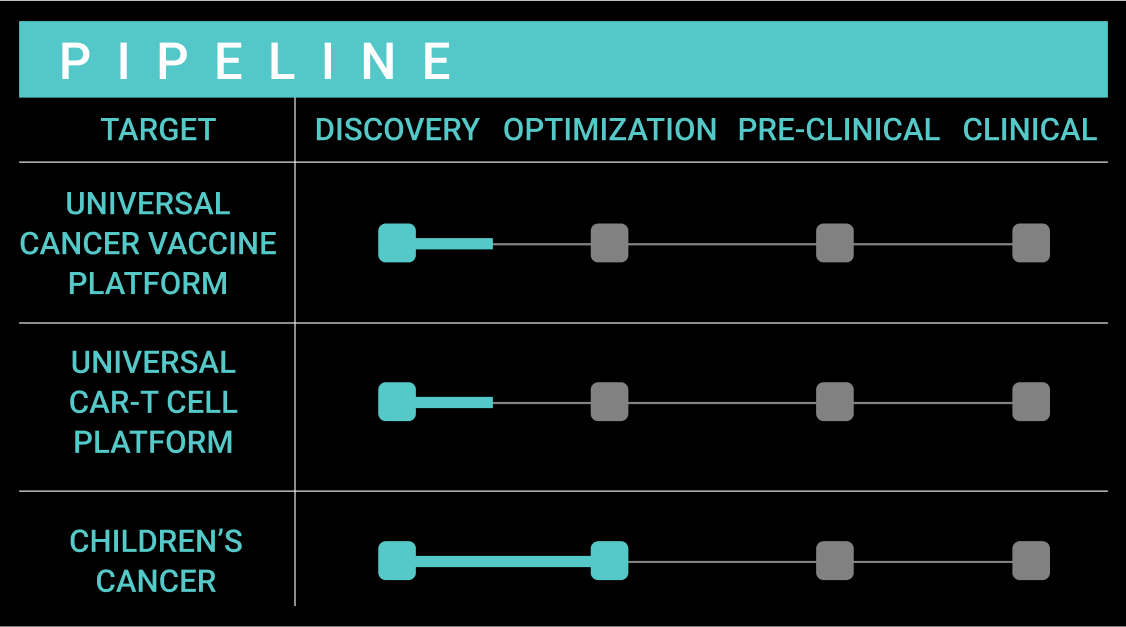 PIPELINE
TARGET DISCOVERY OPTIMIZATION PRE-CLINICAL CLINICAL
UNIVERSAL
CANCER VACCINE
PLATFORM
UNIVERSAL
CAR-T CELL
PLATFORM
CHILDREN’S
CANCER